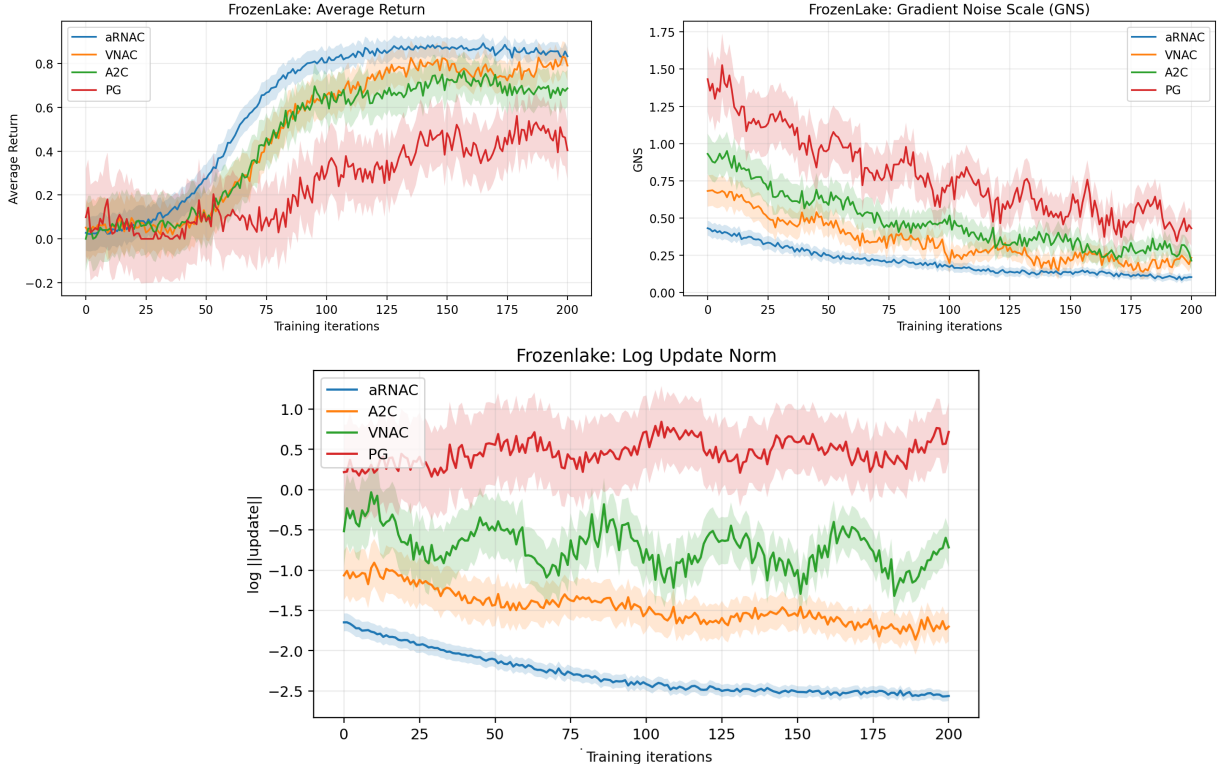 FrozenLake: Average Return
aRNAC
VNAC
A2C
PG
Average Return
0.8
0.6
0.4
0.2
0.0
−0.2
0 25 50 75 100 125 150 175 200
Training iterations
FrozenLake: Gradient Noise Scale (GNS)
aRNAC
VNAC
A2C
PG
GNS
1.75
1.50
1.25
1.00
0.75
0.50
0.25
0.00
0 25 50 75 100 125 150 175 200
Training iterations
Frozenlake: Log Update Norm
aRNAC
A2C
VNAC
PG
log ||update||
1.0
0.5
0.0
−0.5
−1.0
−1.5
−2.0
−2.5
0 25 50 75 100 125 150 175 200
Training iterations